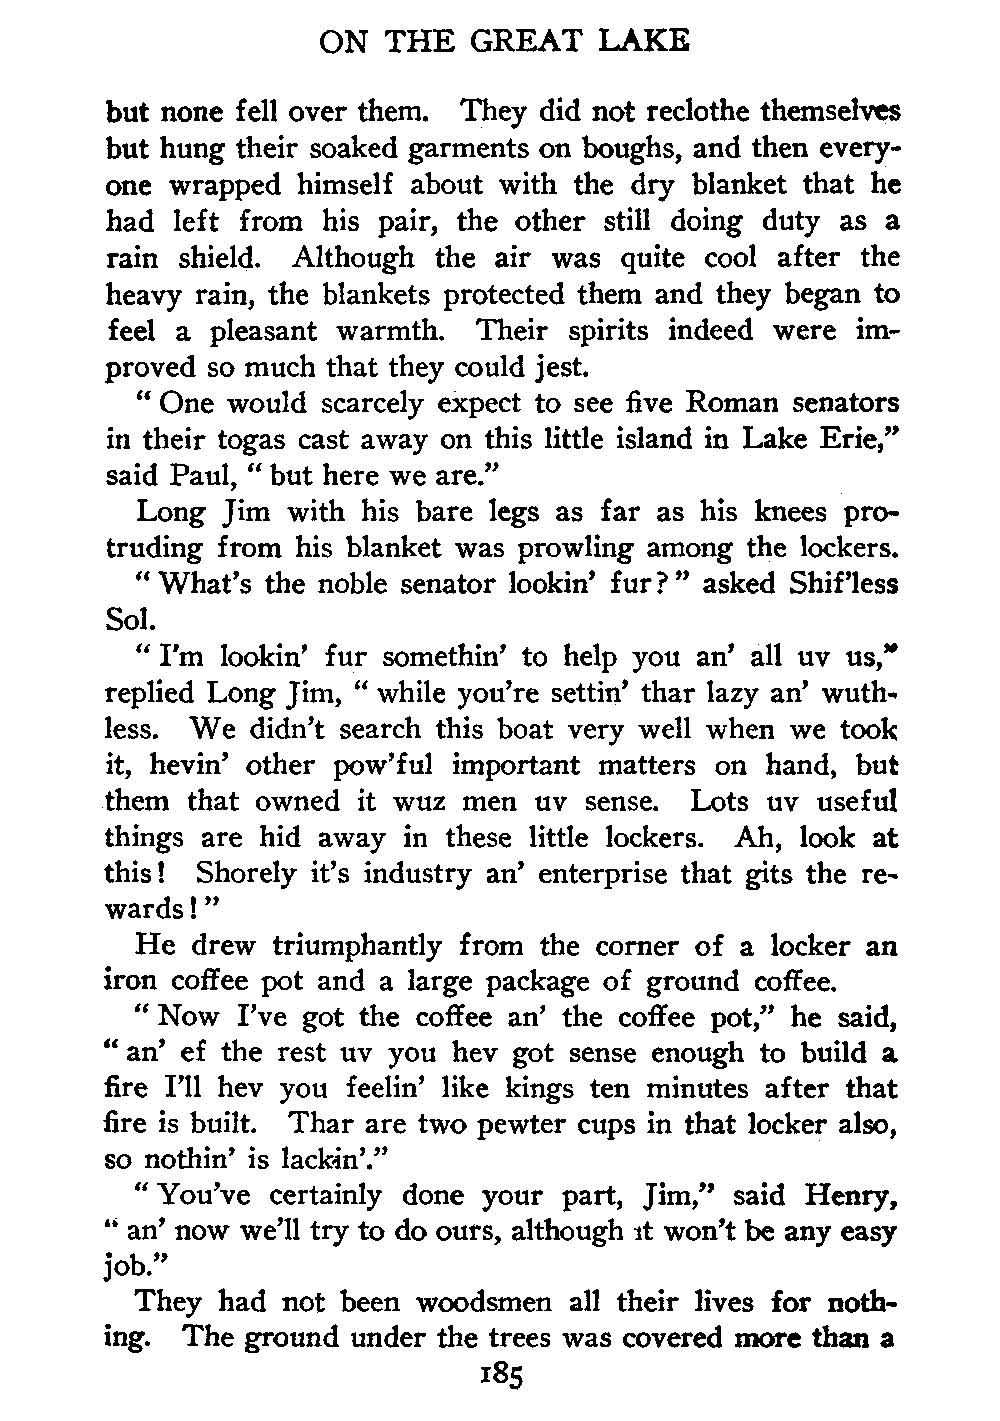 ON THE GREAT LAKE
but none fell over them. They did not reclothe themselves
but hung their soaked garments on boughs, and then every-
one wrapped himself about with the dry blanket that he
had left from his pair, the other still doing duty as a
rain shield. Although the air was quite cool after the
heavy rain, the blankets protected them and they began to
feel a pleasant warmth. Their spirits indeed were im-
proved so much that they could jest.
“ One would scarcely expect to see five Roman senators
in their togas cast away on this little island in Lake Erie,”
said Paul, “ but here we are.”
Long Jim with his bare legs as far as his knees pro-
truding from his blanket was prowling among the lockers.
“ What’s the noble senator lookin’ fur? ” asked Shif’less
Sol.
“ I’m lookin’ fur somethin’ to help you an’ all uv us,”
replied Long Jim, “ while you’re settin’ thar lazy an’ wuth-
less. We didn’t search this boat very well when we took
it, hevin’ other pow’ful important matters on hand, but
them that owned it wuz men uv sense. Lots uv useful
things are hid away in these little lockers. Ah, look at
this! Shorely it’s industry an’ enterprise that gits the re-
wards! ”
He drew triumphantly from the corner of a locker an
iron coffee pot and a large package of ground coffee.
“ Now I’ve got the coffee an’ the coffee pot,” he said,
“ an’ ef the rest uv you hev got sense enough to build a
fire I’ll hev you feelin’ like kings ten minutes after that
fire is built. Thar are two pewter cups in that locker also,
so nothin’ is lackin’.”
“ You’ve certainly done your part, Jim,” said Henry,
“ an’ now we’ll try to do ours, although it won’t be any easy
job.”
They had not been woodsmen all their lives for noth-
ing. The ground under the trees was covered more than a
185